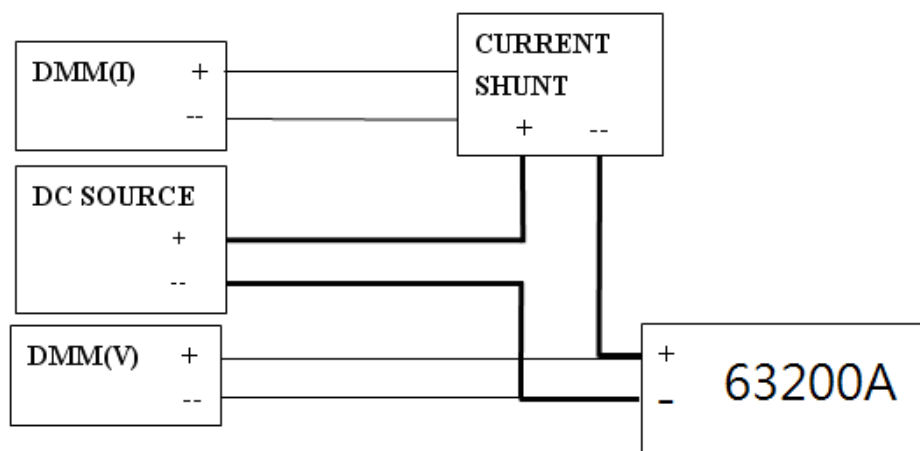 DMM(I) +
--
CURRENT
SHUNT
+ --
DC SOURCE
+
--
DMM(V) +
--
+
-
63200A